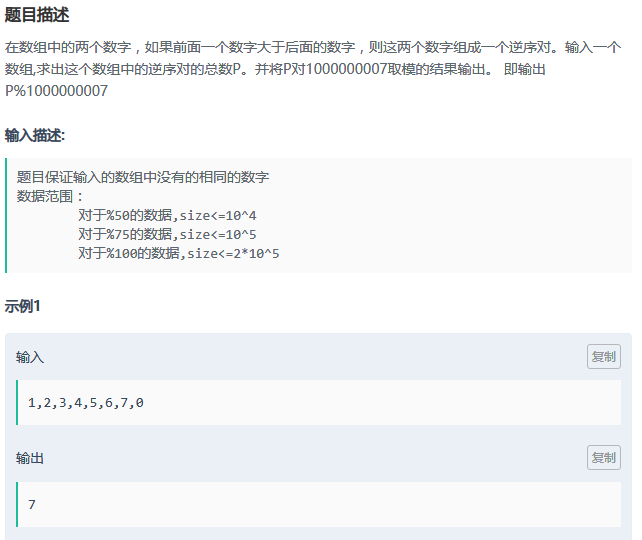 题目描述
在数组中的两个数字，如果前面一个数字大于后面的数字，则这两个数字组成一个逆序对。输入一个
数组,求出这个数组中的逆序对的总数P。并将P对1000000007取模的结果输出。 即输出
P%1000000007
输入描述:
题目保证输入的数组中没有的相同的数字
数据范围：
对于%50的数据,size<=10^4
对于%75的数据,size<=10^5
对于%100的数据,size<=2*10^5
示例1
输入
复制
1,2,3,4,5,6,7,0
输出
复制
7